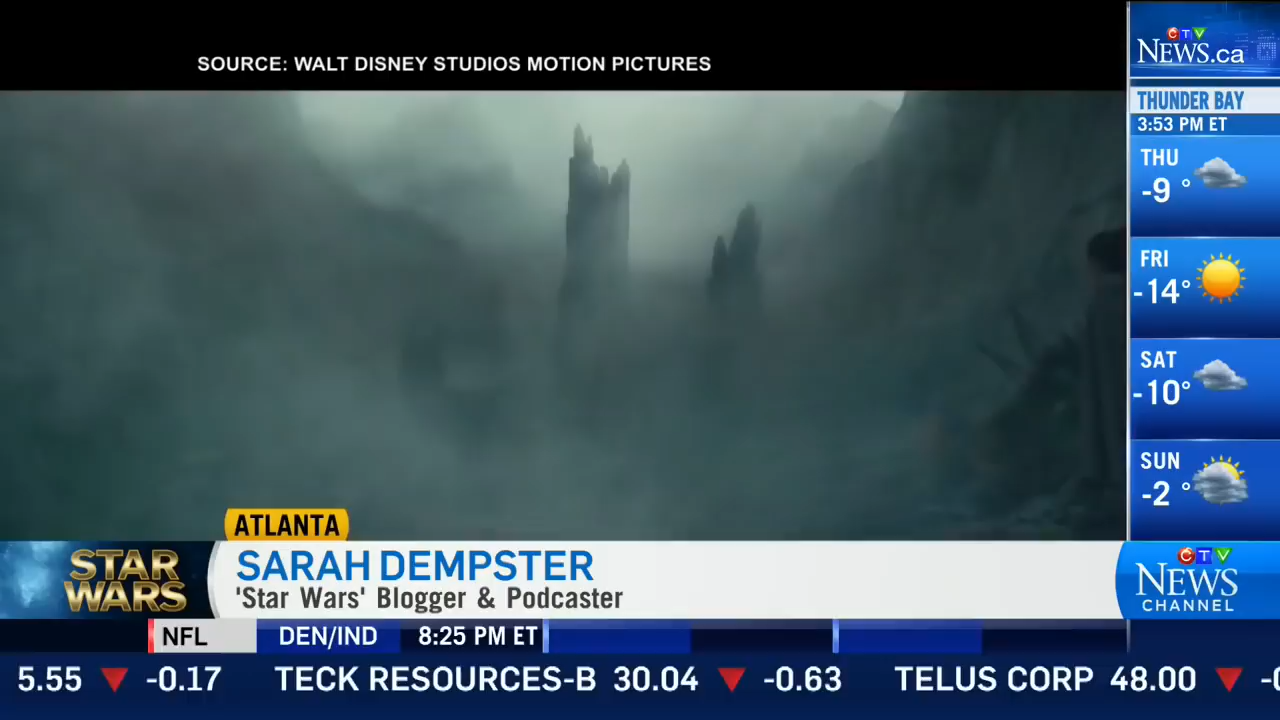 SOURCE: WALT DISNEY STUDIOS MOTION PICTURES
CTV
NEWS.ca
THUNDER BAY
3:53 PM ET
THU
-9°
FRI
-14°
SAT
-10°
SUN
-2°
ATLANTA
STAR WARS
SARAH DEMPSTER
'Star Wars' Blogger & Podcaster
CTV
NEWS
CHANNEL
NFL DEN/IND 8:25 PM ET
5.55 -0.17 TECK RESOURCES-B 30.04 -0.63 TELUS CORP 48.00